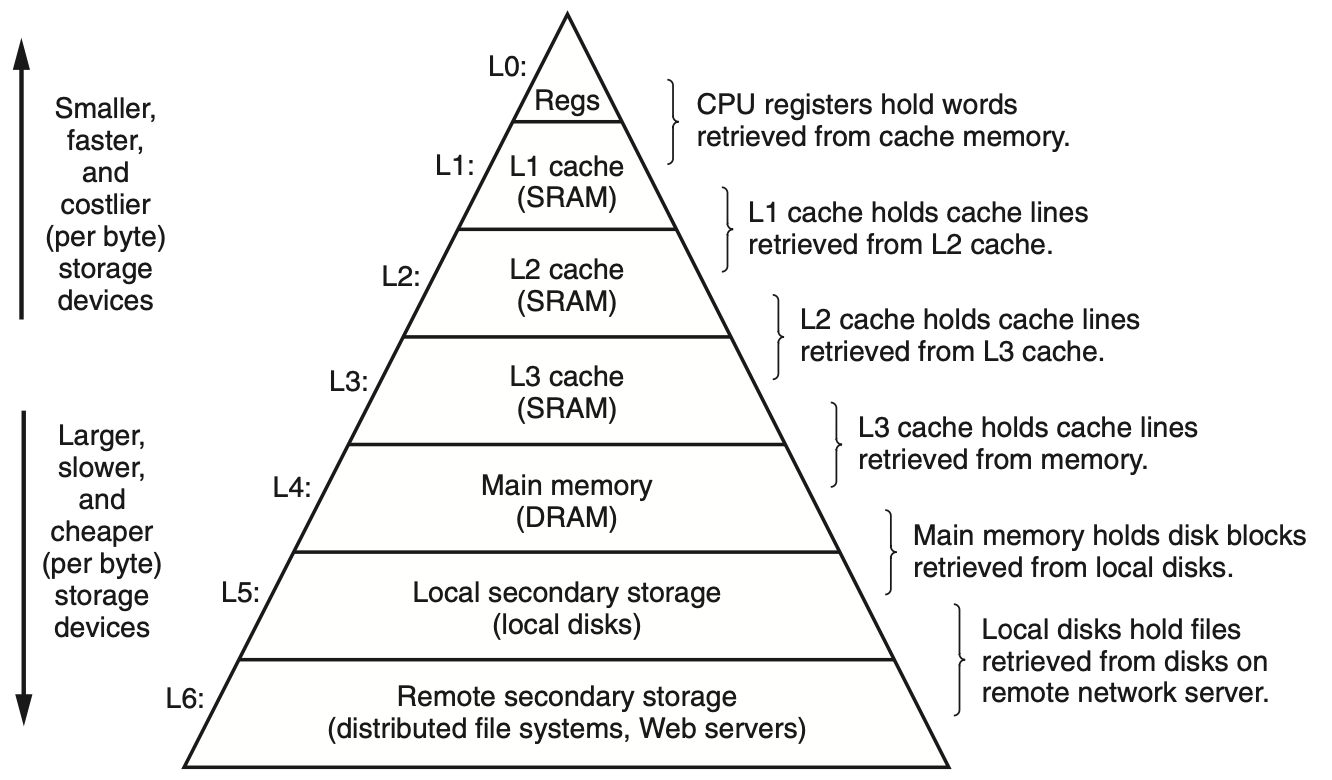 L0:
Regs
CPU registers hold words
retrieved from cache memory.
Smaller,
faster,
and
costlier
(per byte)
storage
devices
L1:
L1 cache
(SRAM)
L1 cache holds cache lines
retrieved from L2 cache.
L2:
L2 cache
(SRAM)
L2 cache holds cache lines
retrieved from L3 cache.
L3:
L3 cache
(SRAM)
L3 cache holds cache lines
retrieved from memory.
Larger,
slower,
and
cheaper
(per byte)
storage
devices
L4:
Main memory
(DRAM)
Main memory holds disk blocks
retrieved from local disks.
L5:
Local secondary storage
(local disks)
Local disks hold files
retrieved from disks on
remote network server.
L6:
Remote secondary storage
(distributed file systems, Web servers)